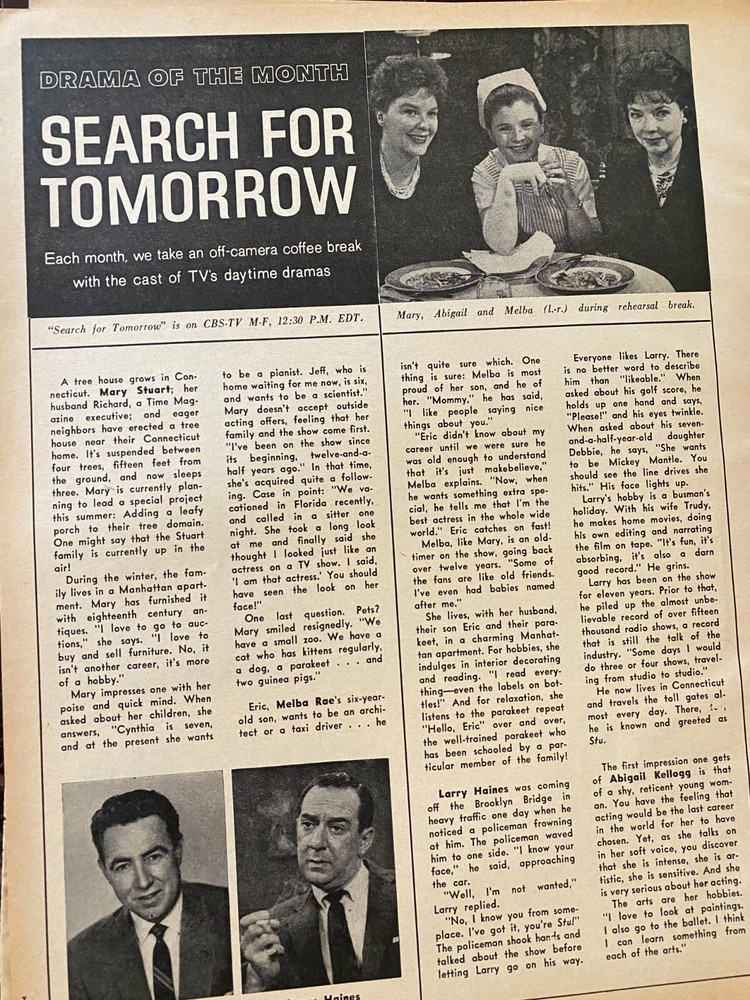 DRAMA OF THE MONTH
SEARCH FOR
TOMORROW
Each month, we take an off-camera coffee break
with the cast of TV's daytime dramas
"Search for Tomorrow" is on CBS-TV M-F, 12:30 P.M. EDT.
Mary, Abigail and Melba (l.-r.) during rehearsal break.
A tree house grows in Con-
necticut. Mary Stuart; her
husband Richard, a Time Mag-
azine executive; and eager
neighbors have erected a tree
house near their Connecticut
home. It's suspended between
four trees, fifteen feet from
the ground, and now sleeps
three. Mary is currently plan-
ning to lead a special project
this summer: Adding a leafy
porch to their tree domain.
One might say that the Stuart
family is currently up in the
air!
During the winter, the fam-
ily lives in a Manhattan apart-
ment. Mary has furnished it
with eighteenth century an-
tiques. "I love to go to auc-
tions," she says. "I love to
buy and sell furniture. No, it
isn't another career, it's more
of a hobby."
Mary impresses one with her
poise and quick mind. When
asked about her children, she
answers, "Cynthia is seven,
and at the present she wants
to be a pianist. Jeff, who is
home waiting for me now, is six,
and wants to be a scientist."
Mary doesn't accept outside
acting offers, feeling that her
family and the show come first.
"I've been on the show since
its beginning, twelve-and-a-
half years ago." In that time,
she's acquired quite a follow-
ing. Case in point: "We va-
cationed in Florida recently,
and called in a sitter one
night. She took a long look
at me and finally said she
thought I looked just like an
actress on a TV show. I said,
'I am that actress.' You should
have seen the look on her
face!"
One last question. Pets?
Mary smiled resignedly. "We
have a small zoo. We have a
cat who has kittens regularly,
a dog, a parakeet . . . and
two guinea pigs."
Eric, Melba Rae's six-year-
old son, wants to be an archi-
tect or a taxi driver . . . he
isn't quite sure which. One
thing is sure: Melba is most
proud of her son, and he of
her. "Mommy," he has said,
"I like people saying nice
things about you."
"Eric didn't know about my
career until we were sure he
was old enough to understand
that it's just makebelieve,"
Melba explains. "Now, when
he wants something extra spe-
cial, he tells me that I'm the
best actress in the whole wide
world." Eric catches on fast!
Melba, like Mary, is an old-
timer on the show, going back
over twelve years. "Some of
the fans are like old friends.
I've even had babies named
after me."
She lives, with her husband,
their son Eric and their para-
keet, in a charming Manhat-
tan apartment. For hobbies, she
indulges in interior decorating
and reading. "I read every-
thing—even the labels on bot-
tles!" And for relaxation, she
listens to the parakeet repeat
"Hello, Eric" over and over,
the well-trained parakeet who
has been schooled by a par-
ticular member of the family!
Larry Haines was coming
off the Brooklyn Bridge in
heavy traffic one day when he
noticed a policeman frowning
at him. The policeman waved
him to one side. "I know your
face," he said, approaching
the car.
"Well, I'm not wanted,"
Larry replied.
"No, I know you from some-
place. I've got it, you're Stu!"
The policeman shook hands and
talked about the show before
letting Larry go on his way.
Everyone likes Larry. There
is no better word to describe
him than "likeable." When
asked about his golf score, he
holds up one hand and says,
"Please!" and his eyes twinkle.
When asked about his seven-
and-a-half-year-old daughter
Debbie, he says, "She wants
to be Mickey Mantle. You
should see the line drives she
hits." His face lights up.
Larry's hobby is a busman's
holiday. With his wife Trudy,
he makes home movies, doing
his own editing and narrating
the film on tape. "It's fun, it's
absorbing, it's also a darn
good record." He grins.
Larry has been on the show
for eleven years. Prior to that,
he piled up the almost unbe-
lievable record of over fifteen
thousand radio shows, a record
that is still the talk of the
industry. "Some days I would
do three or four shows, travel-
ing from studio to studio."
He now lives in Connecticut
and travels the toll gates al-
most every day. There,
he is known and greeted as
Stu.
The first impression one gets
of Abigail Kellogg is that
of a shy, reticent young wom-
an. You have the feeling that
acting would be the last career
in the world for her to have
chosen. Yet, as she talks on
in her soft voice, you discover
that she is intense, she is ar-
tistic, she is sensitive. And she
is very serious about her acting.
The arts are her hobbies.
"I love to look at paintings.
I also go to the ballet. I think
I can learn something from
each of the arts."
Haines